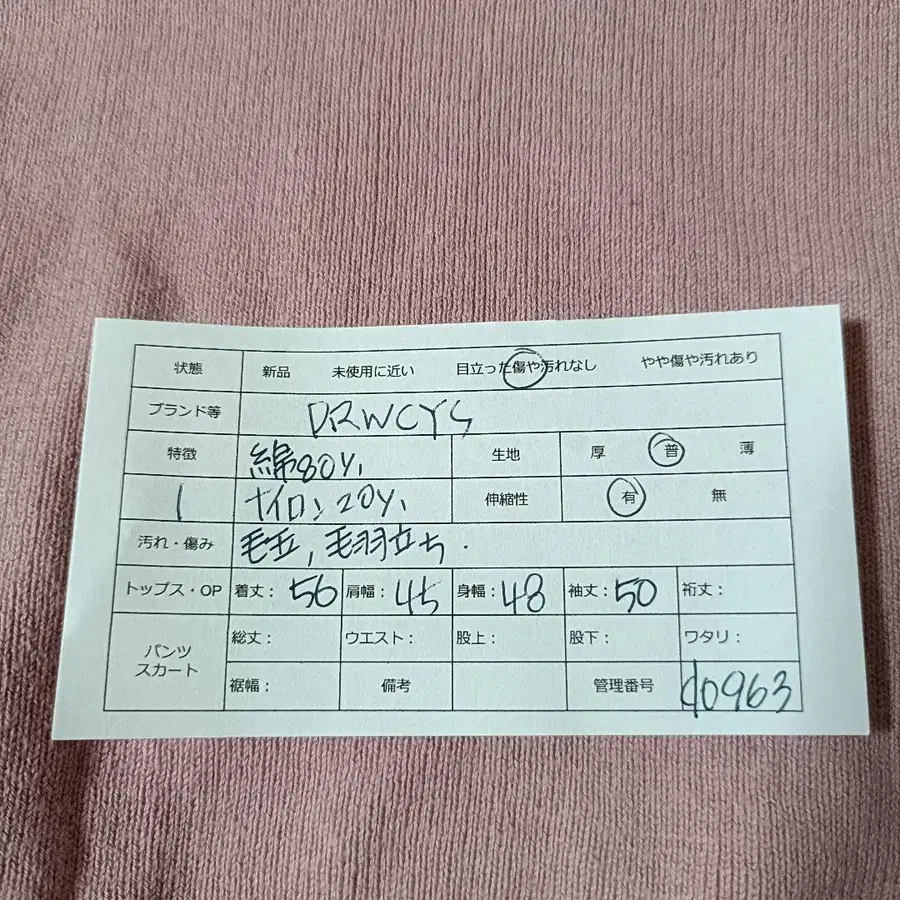 状態 新品 未使用に近い 目立った傷や汚れなし やや傷や汚れあり
ブランド等 DRWCYS
特徴 綿80% 生地 厚 普 薄
ナイロン20% 伸縮性 有 無
汚れ・傷み 毛玉,毛羽立ち.
トップス・OP 着丈:56 肩幅:45 身幅:48 袖丈:50 裄丈:
パンツ スカート 総丈: ウエスト: 股上: 股下: ワタリ:
裾幅: 備考 管理番号 d0963